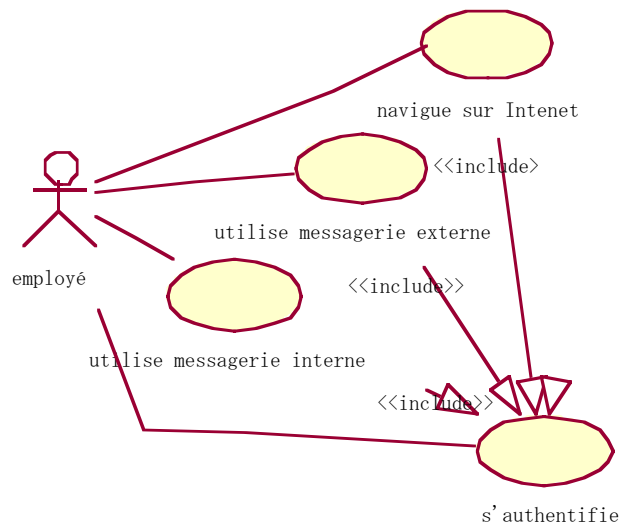 navigue sur Intenet
<<include>
utilise messagerie externe
employé
<<include>>
utilise messagerie interne
<<include>>
s'authentifie